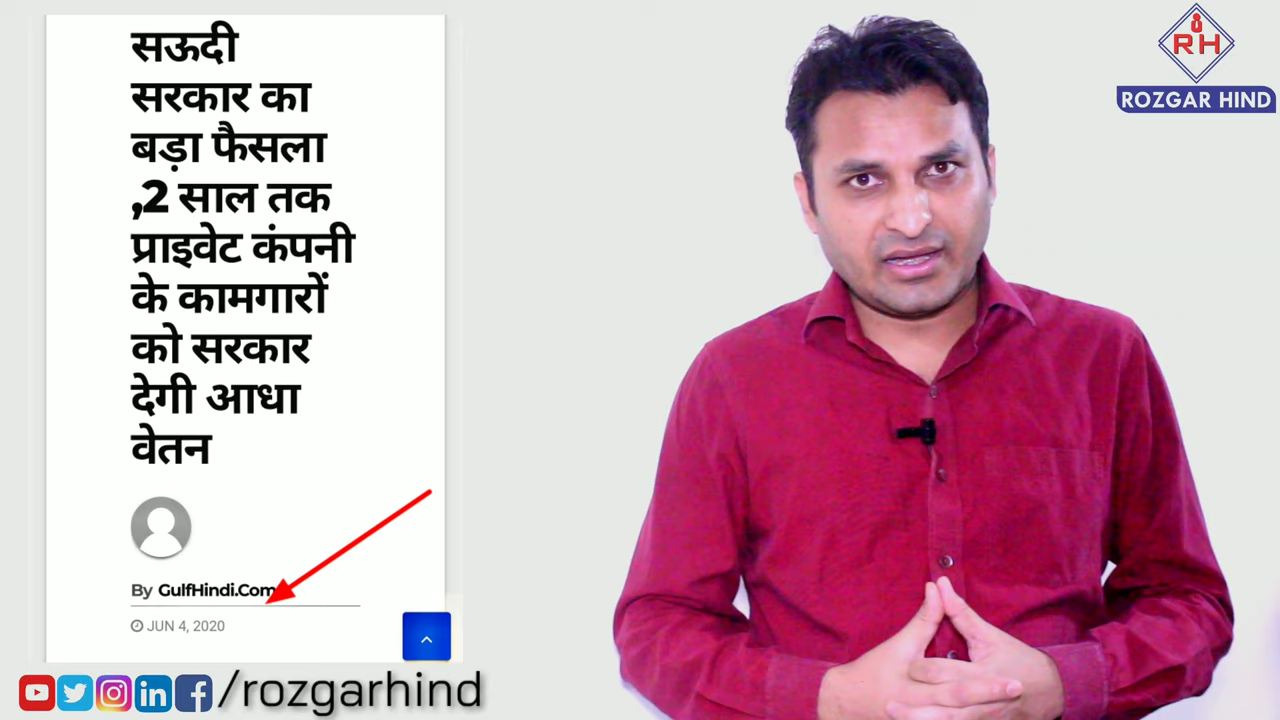 सऊदी
सरकार का
बड़ा फैसला
,2 साल तक
प्राइवेट कंपनी
के कामगारों
को सरकार
देगी आधा
वेतन
By GulfHindi.Com
JUN 4, 2020
/rozgarhind
RH
ROZGAR HIND